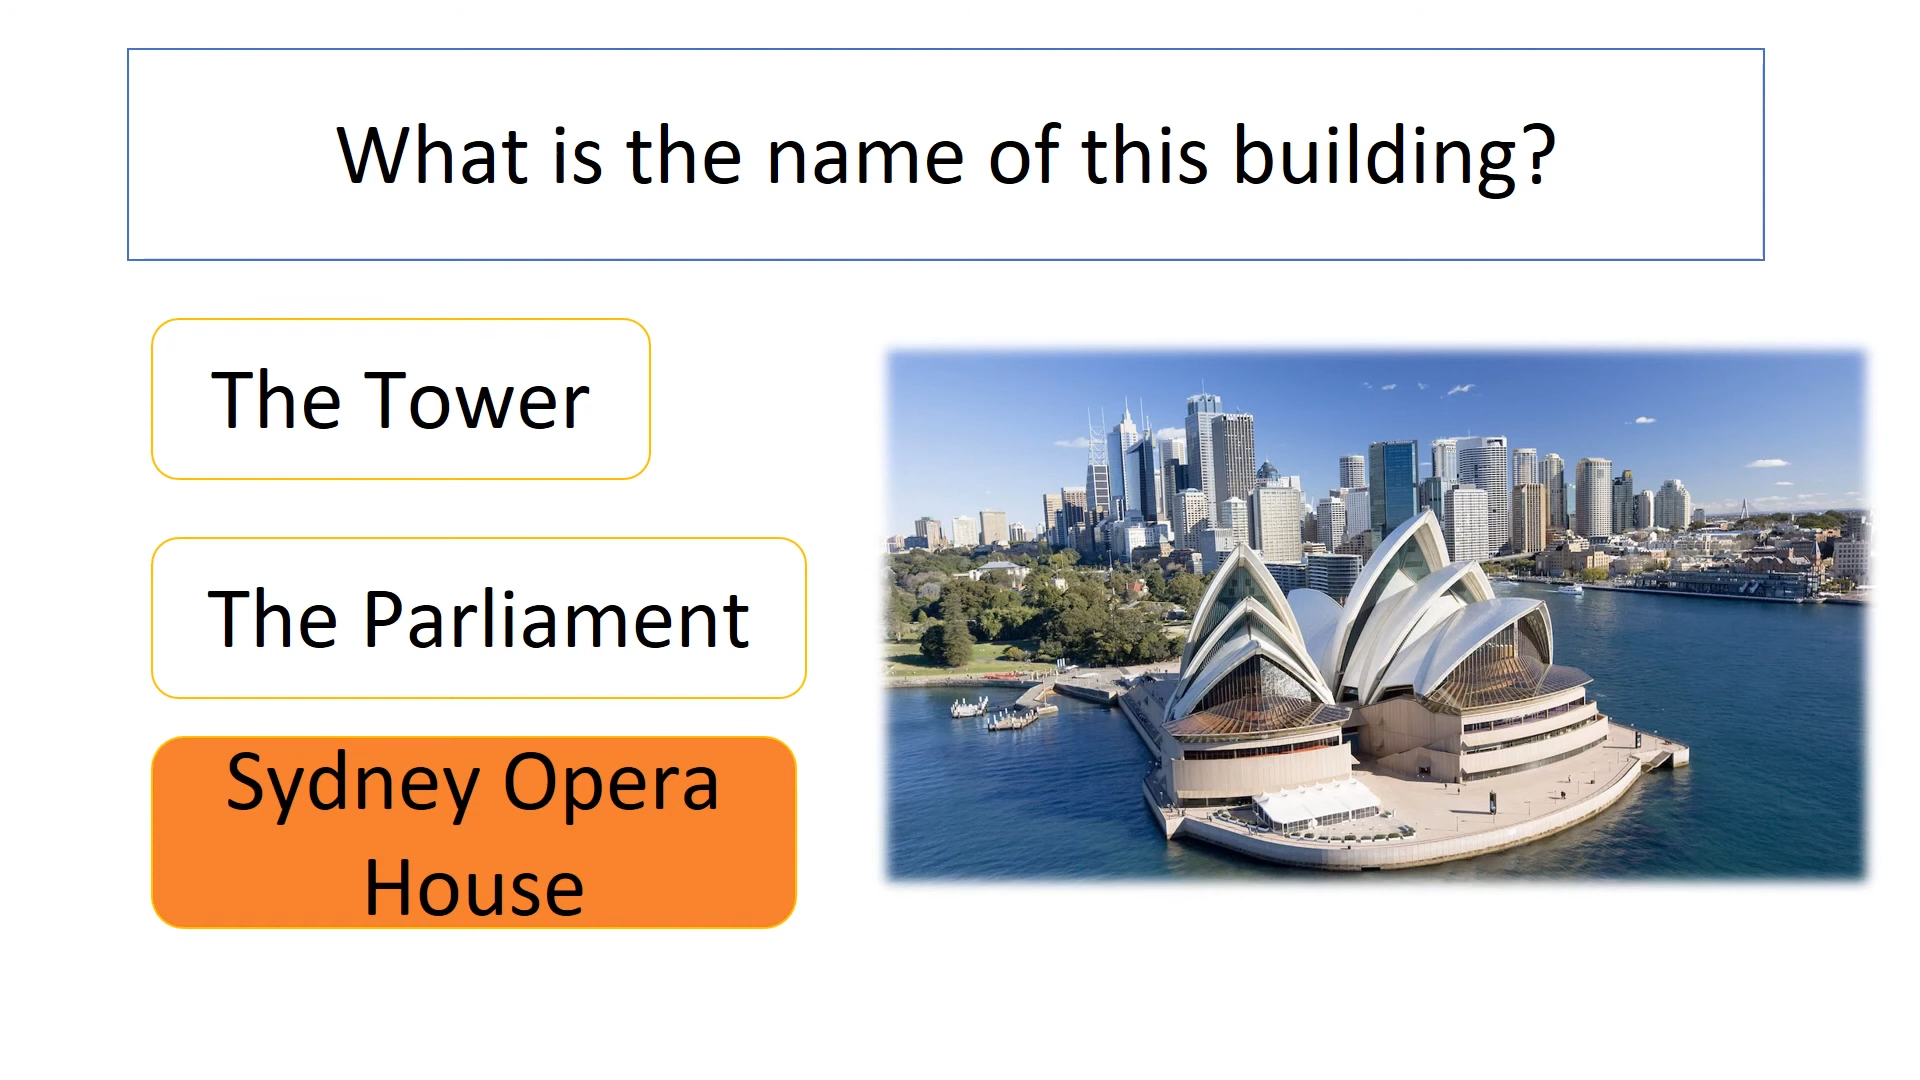 What is the name of this building?
The Tower
The Parliament
Sydney Opera
House